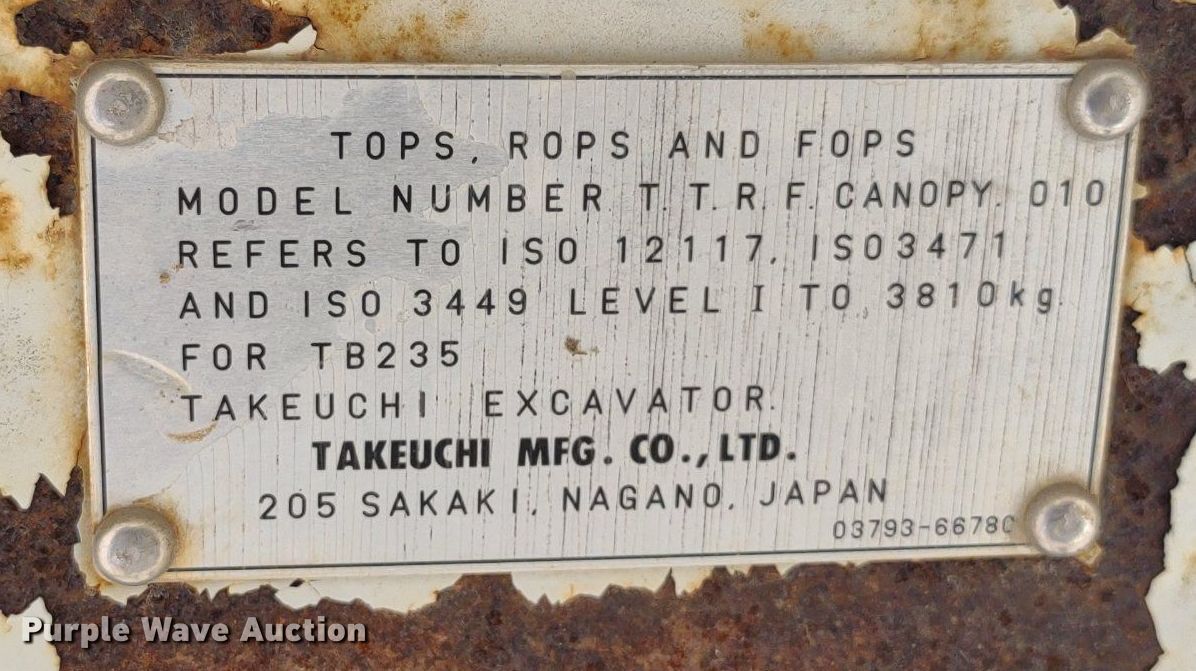 TOPS, ROPS AND FOPS
MODEL NUMBER T.T.R.F.CANOPY. 010
REFERS TO ISO 12117, ISO3471
AND ISO 3449 LEVEL I TO 3810kg.
FOR TB235
TAKEUCHI EXCAVATOR.
TAKEUCHI MFG. CO., LTD.
205 SAKAKI, NAGANO, JAPAN
03793-6678C
Purple Wave Auction